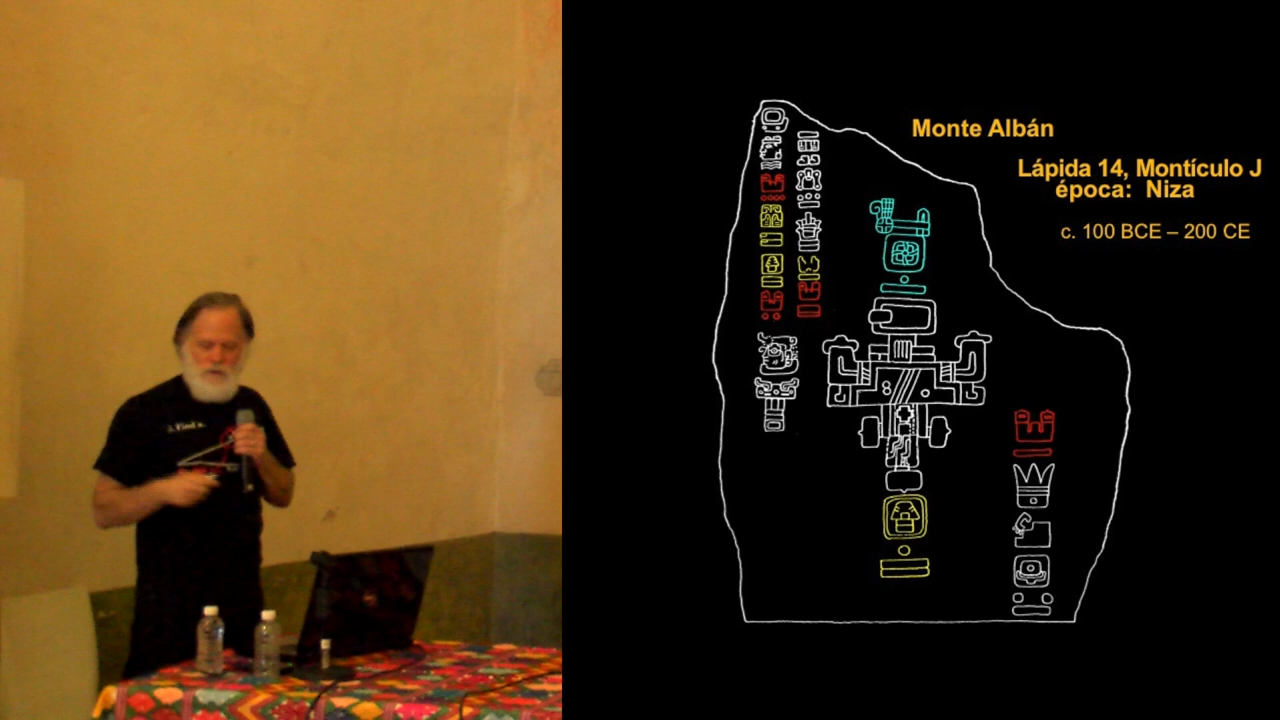 Monte Albán
Lápida 14, Montículo J
época: Niza
c. 100 BCE – 200 CE